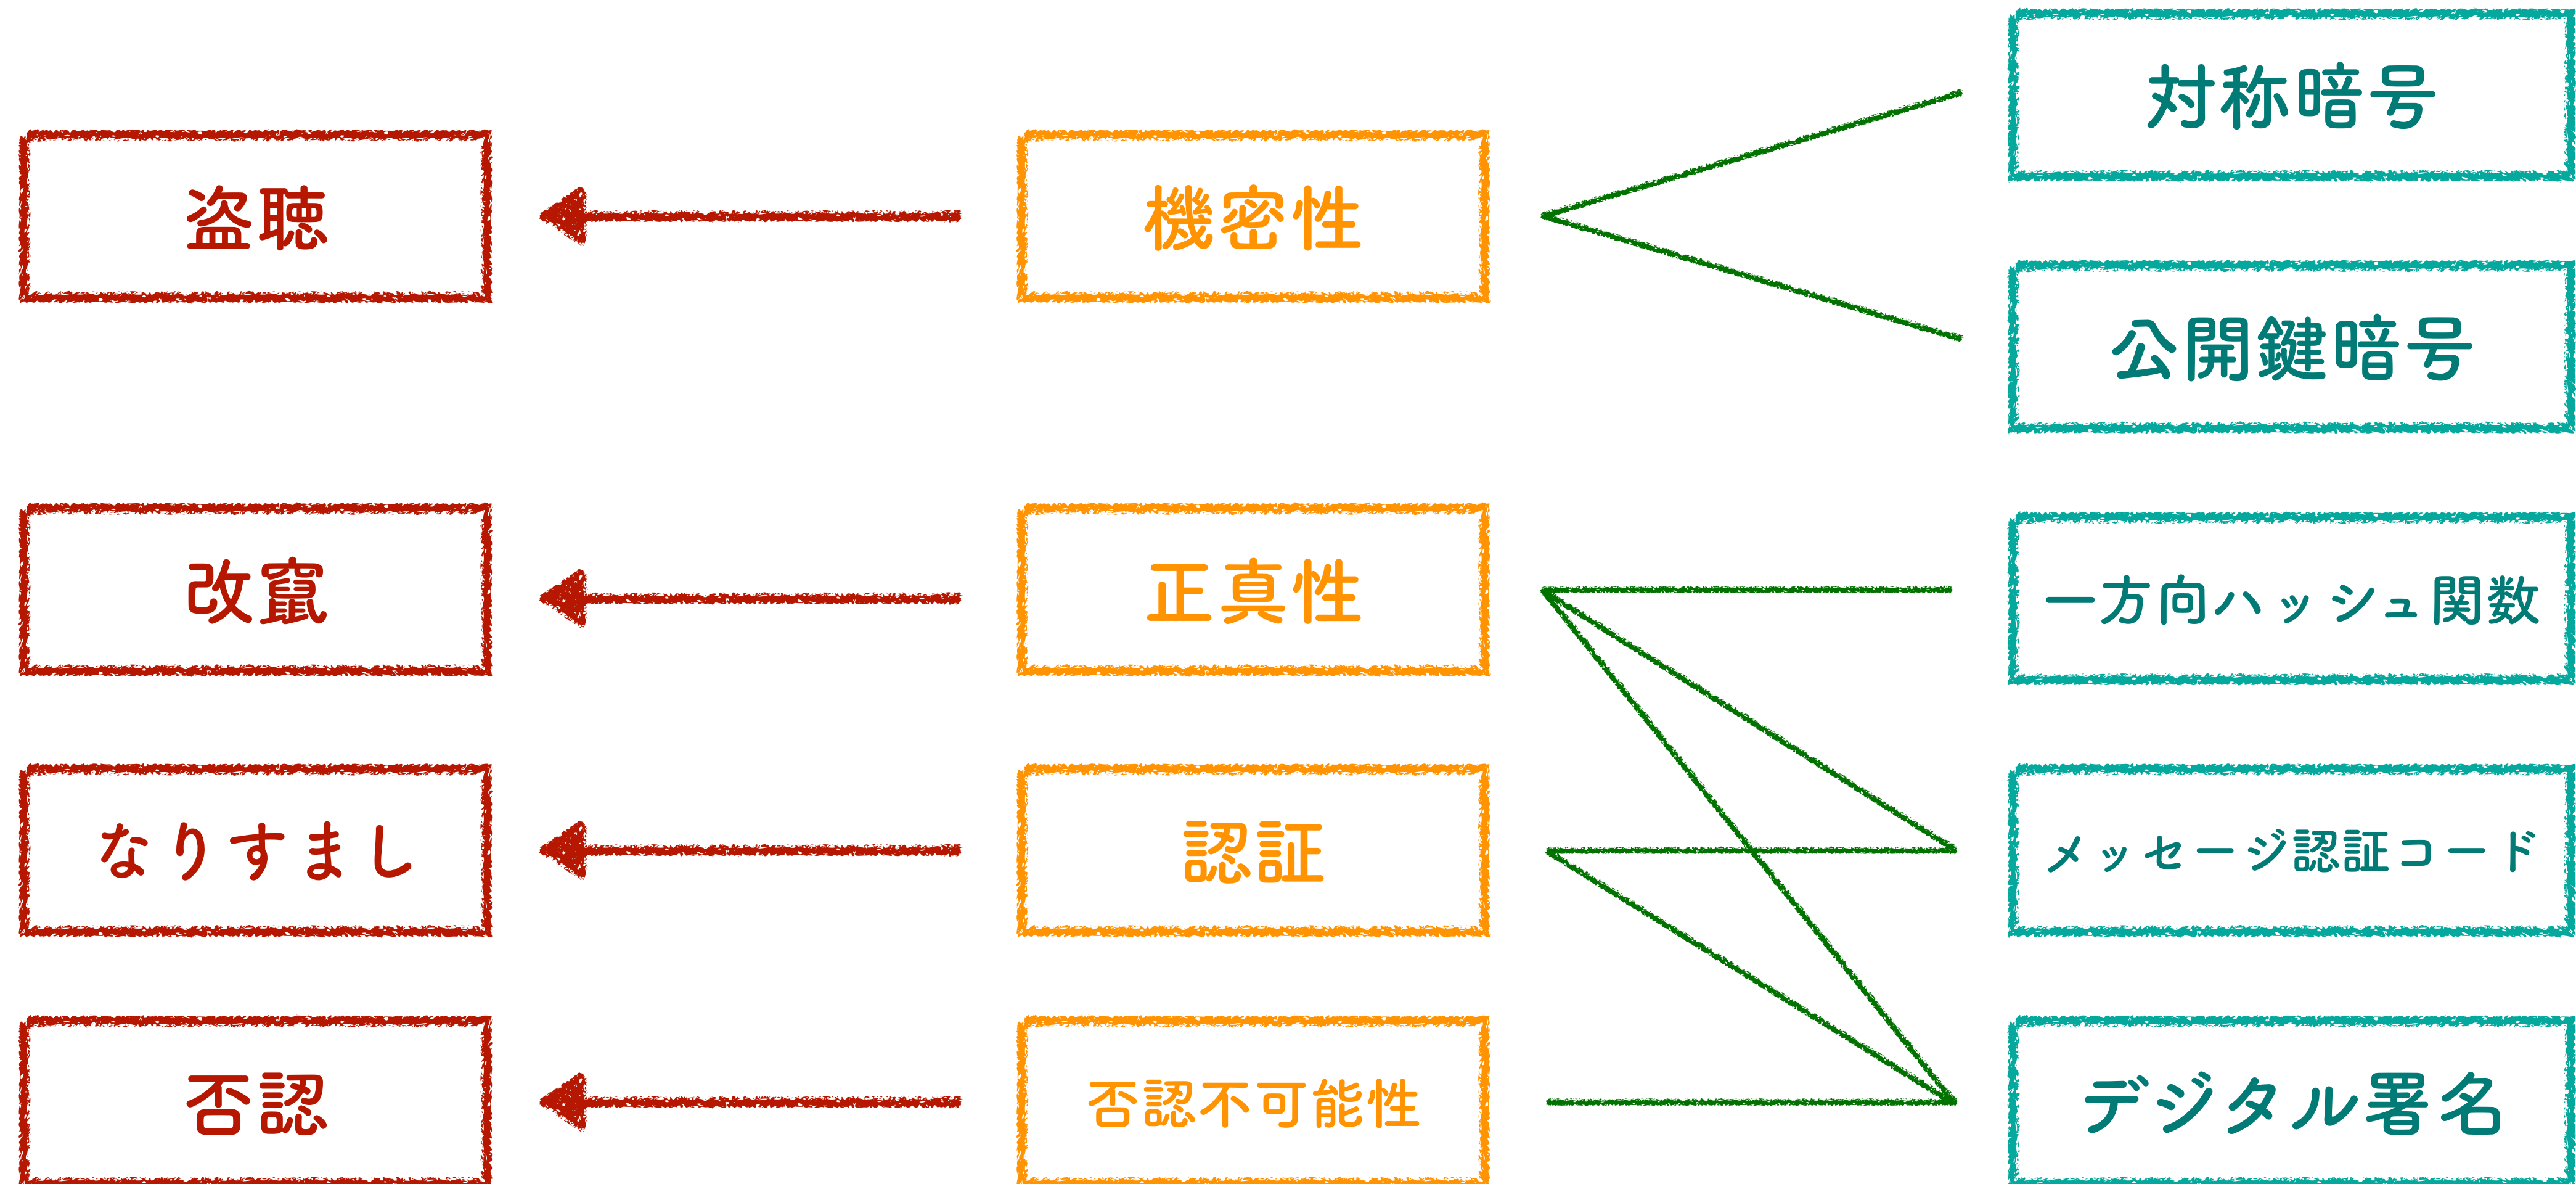 盗聴
機密性
対称暗号
公開鍵暗号
改竄
正真性
一方向ハッシュ関数
なりすまし
認証
メッセージ認証コード
否認
否認不可能性
デジタル署名